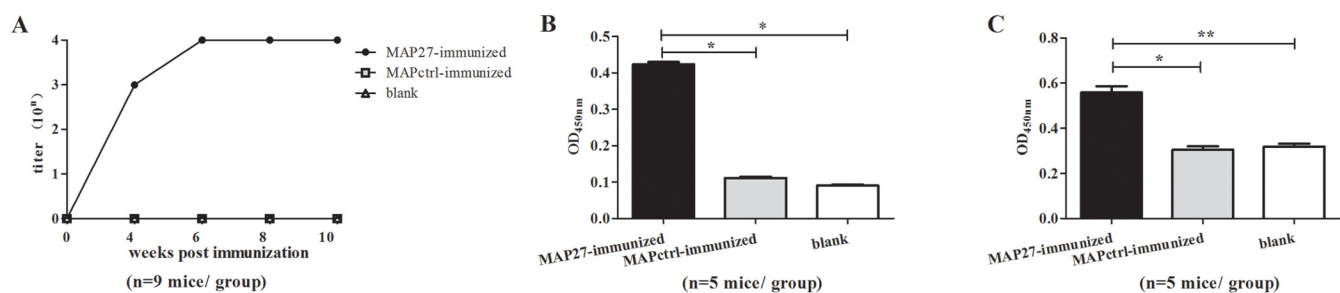 A
4
3
2
1
0
titer (10ⁿ)
0
4
6
8
10
weeks post immunization
(n=9 mice/ group)
MAP27-immunized
MAPctrl-immunized
blank
B
*
*
0.5
0.4
0.3
0.2
0.1
0.0
OD450nm
MAP27-immunized
MAPctrl-immunized
blank
(n=5 mice/ group)
C
**
*
0.8
0.6
0.4
0.2
0.0
OD450nm
MAP27-immunized
MAPctrl-immunized
blank
(n=5 mice/ group)